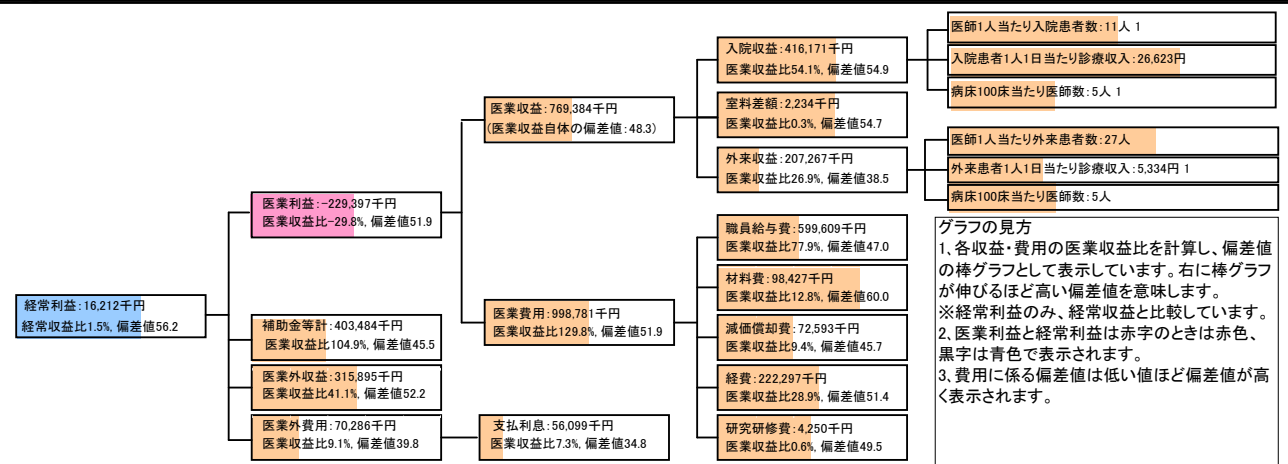 経常利益:16,212千円
経常収比1.5%, 偏差値56.2
医業利益:-229,397千円
医業収益比-29.8%, 偏差値51.9
補助金等計:403,484千円
医業収益比104.9%, 偏差値45.5
医業外収益:315,895千円
医業収益比41.1%, 偏差値52.2
医業外費用:70,286千円
医業収益比9.1%, 偏差値39.8
医業収益:769,384千円
(医業収益自体の偏差値:48.3)
医業費用:998,781千円
医業収益比129.8%, 偏差値51.9
支払利息:56,099千円
医業収益比7.3%, 偏差値34.8
入院収益:416,171千円
医業収益比54.1%, 偏差値54.9
室料差額:2,234千円
医業収益比0.3%, 偏差値54.7
外来収益:207,267千円
医業収益比26.9%, 偏差値38.5
職員給与費:599,609千円
医業収益比77.9%, 偏差値47.0
材料費:98,427千円
医業収益比12.8%, 偏差値60.0
減価償却費:72,593千円
医業収益比9.4%, 偏差値45.7
経費:222,297千円
医業収益比28.9%, 偏差値51.4
研究研修費:4,250千円
医業収益比0.6%, 偏差値49.5
医師1人当たり入院患者数:11人 1
入院患者1人1日当たり診療収入:26,623円
病床100床当たり医師数:5人 1
医師1人当たり外来患者数:27人
外来患者1人1日当たり診療収入:5,334円 1
病床100床当たり医師数:5人
グラフの見方
1、各収益・費用の医業収益比を計算し、偏差値
の棒グラフとして表示しています。右に棒グラフ
が伸びるほど高い偏差値を意味します。
※経常利益のみ、経常収益と比較しています。
2、医業利益と経常利益は赤字のときは赤色、
黒字は青色で表示されます。
3、費用に係る偏差値は低い値ほど偏差値が高
く表示されます。